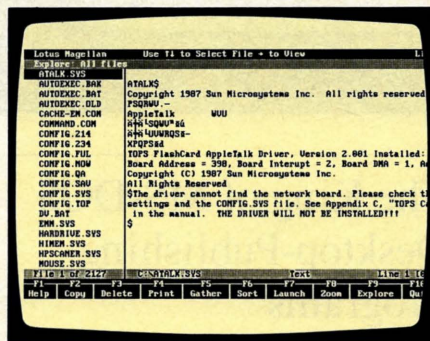 Lotus Magellan Use ↑↓ to Select File → to View Li
Explore: All files
ATALK.SYS
AUTOEXEC.BAK ATALK$
AUTOEXEC.BAT Copyright 1987 Sun Microsystems Inc. All rights reserved
AUTOEXEC.OLD
CACHE-EM.COM AppleTalk WVU
COMMAND.COM
CONFIG.214
CONFIG.234
CONFIG.FUL TOPS FlashCard AppleTalk Driver, Version 2.001 Installed:
CONFIG.NOW Board Address = 398, Board Interupt = 2, Board DMA = 1, A
CONFIG.QA Copyright (C) 1987 Sun Microsystems Inc.
CONFIG.SAV All Rights Reserved
CONFIG.SYS $The driver cannot find the network board. Please check t
CONFIG.TOP settings and the CONFIG.SYS file. See Appendix C, "TOPS C
DV.BAT in the manual. THE DRIVER WILL NOT BE INSTALLED!!!
EMM.SYS $
HARDRIVE.SYS
HIMEM.SYS
HPSCANER.SYS
MOUSE.SYS
File 1 of 2127 C:\ATALK.SYS Text Line 1 (6
F1 F2 F3 F4 F5 F6 F7 F8 F9 F10
Help Copy Delete Print Gather Sort Launch Zoom Explore Qu